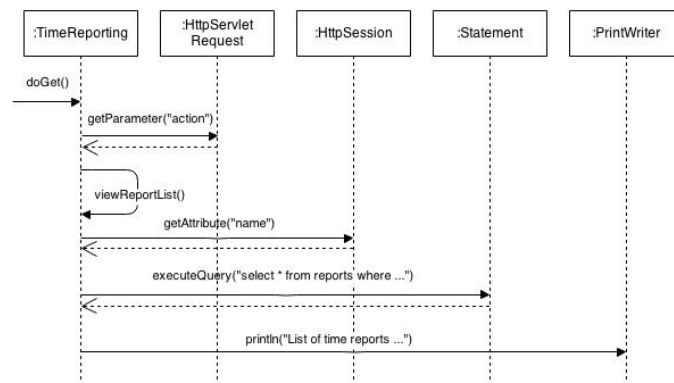 :TimeReporting
:HttpServlet
Request
:HttpSession
:Statement
:PrintWriter
doGet()
getParameter("action")
viewReportList()
getAttribute("name")
executeQuery("select * from reports where ...")
println("List of time reports ...")